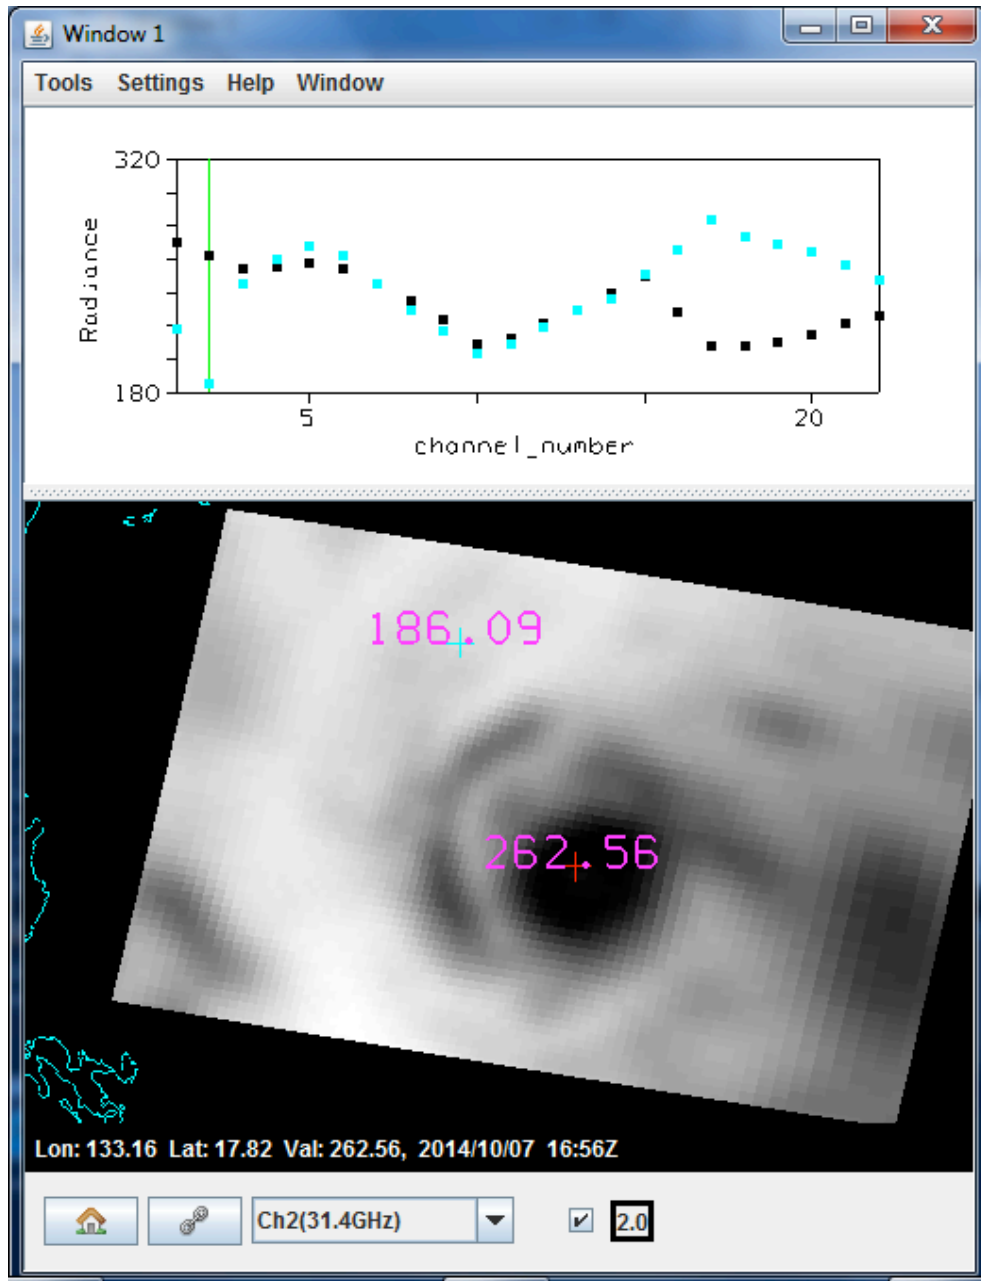 Window 1
Tools Settings Help Window
320
Radiance
180
5
20
channel_number
186.09
262.56
Lon: 133.16 Lat: 17.82 Val: 262.56, 2014/10/07 16:56Z
Ch2(31.4GHz)
2.0